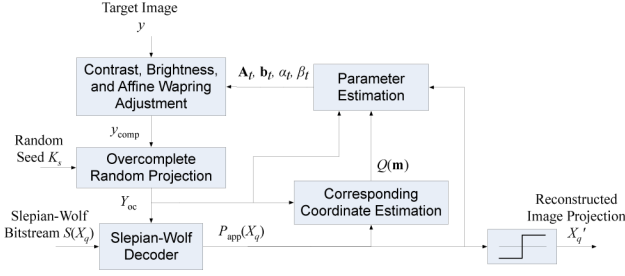 Target Image
y
Contrast, Brightness,
and Affine Wapring
Adjustment
A_t, b_t, α_t, β_t
Parameter
Estimation
y_comp
Random
Seed K_s
Overcomplete
Random Projection
Q(m)
Y_oc
Corresponding
Coordinate Estimation
Slepian-Wolf
Bitstream S(X_q)
Slepian-Wolf
Decoder
P_app(X_q)
Reconstructed
Image Projection
X_q'